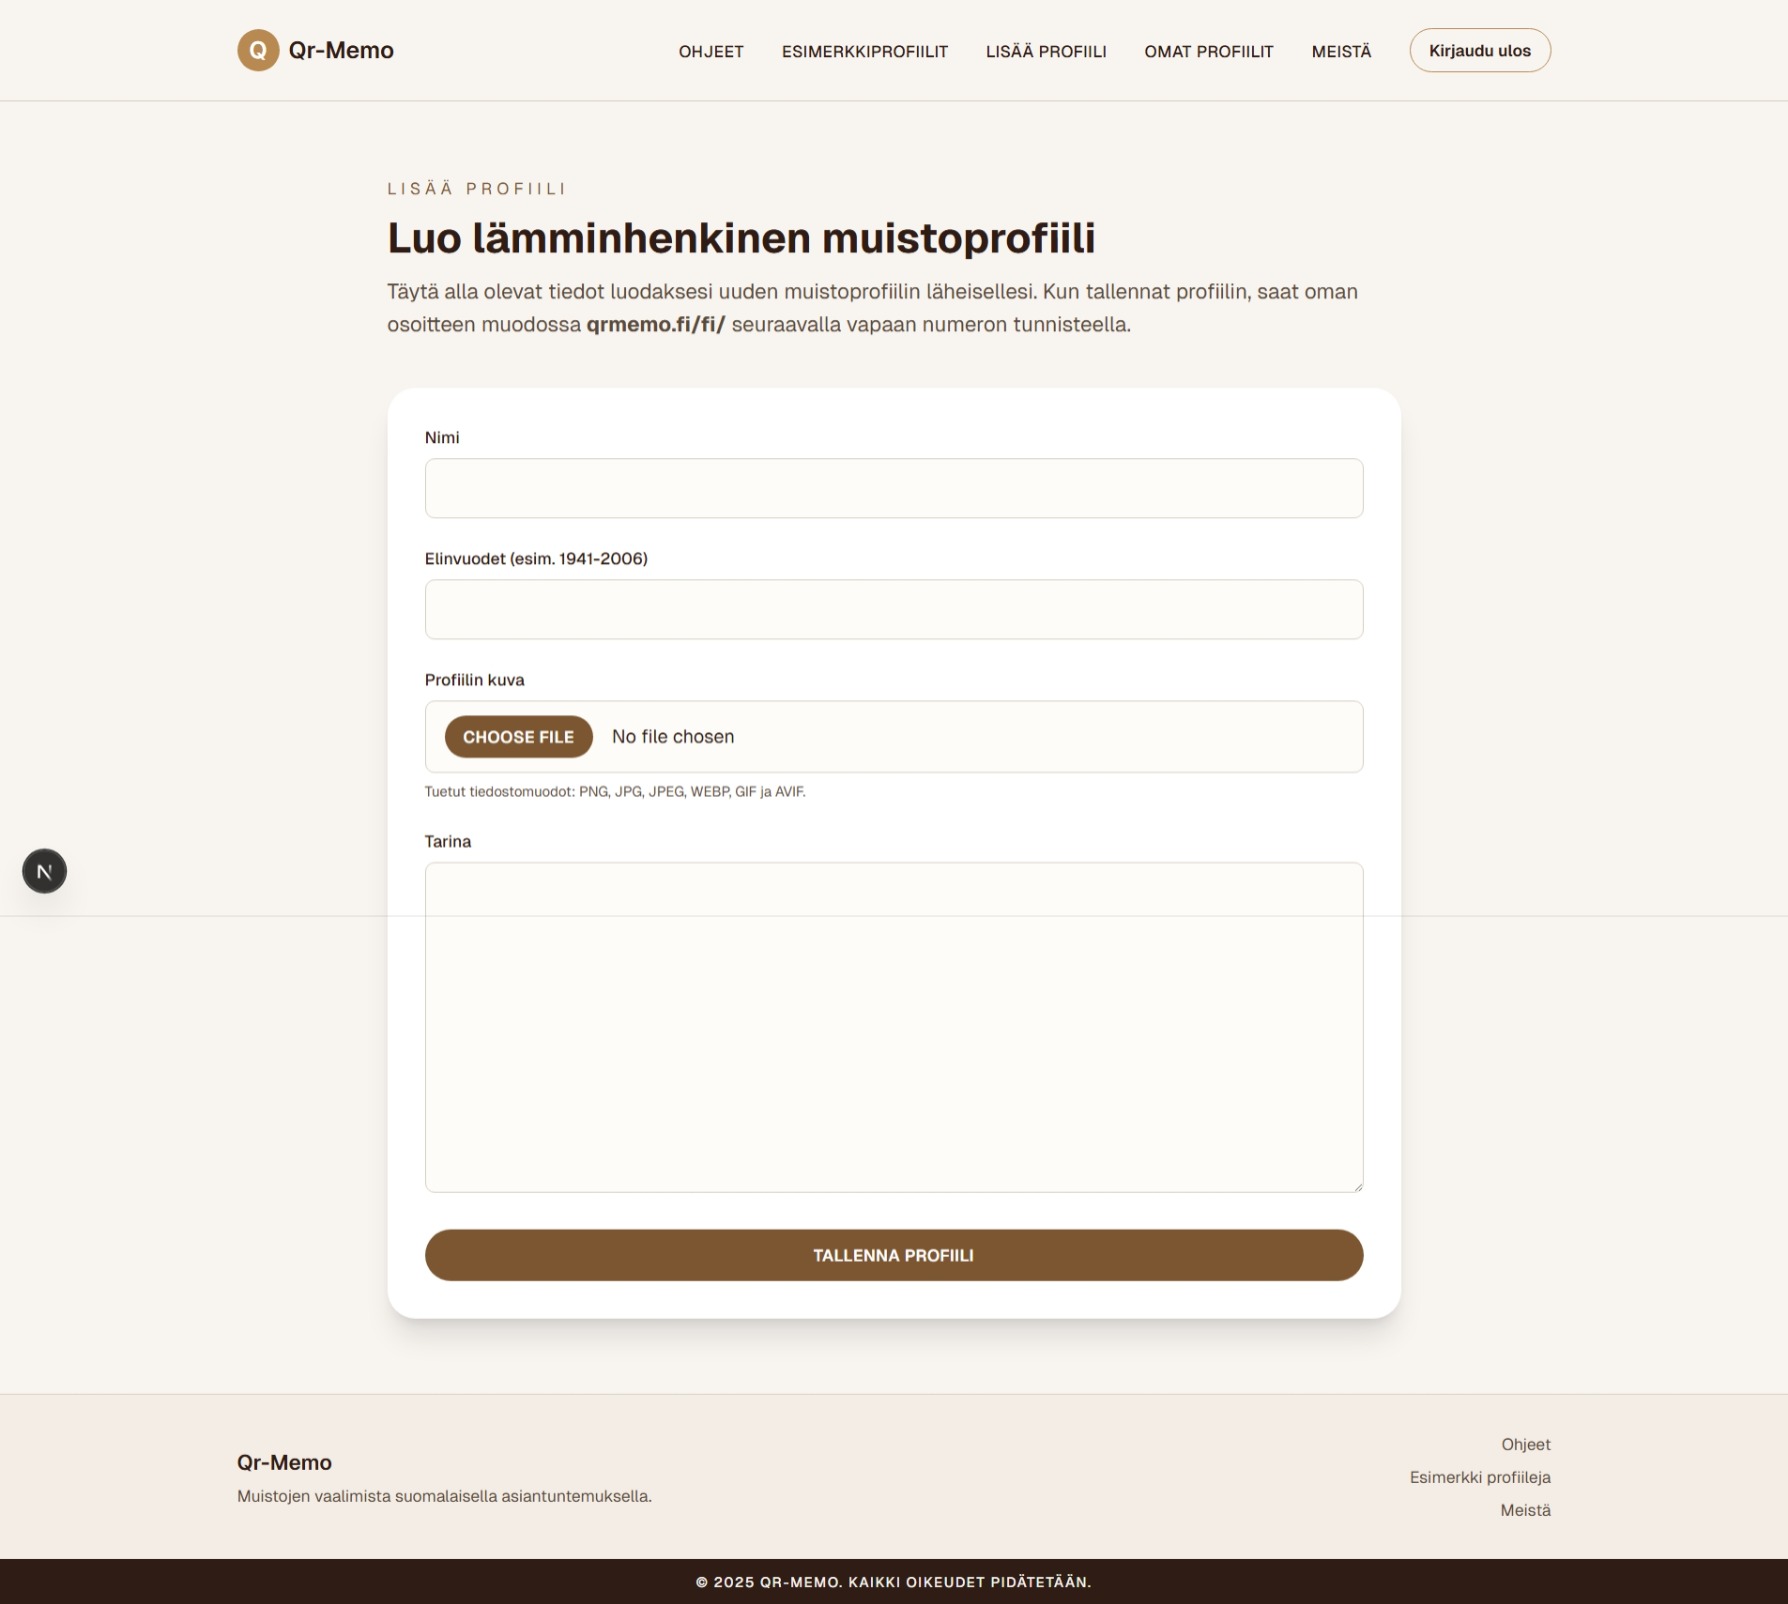 Q Qr-Memo
OHJEET ESIMERKKIPROFIILIT LISÄÄ PROFIILI OMAT PROFIILIT MEISTÄ Kirjaudu ulos
LISÄÄ PROFIILI
Luo lämminhenkinen muistoprofiili
Täytä alla olevat tiedot luodaksesi uuden muistoprofiilin läheisellesi. Kun tallennat profiilin, saat oman
osoitteen muodossa qrmemo.fi/fi/ seuraavalla vapaan numeron tunnisteella.
Nimi
Elinvuodet (esim. 1941-2006)
Profiilin kuva
CHOOSE FILE No file chosen
Tuetut tiedostomuodot: PNG, JPG, JPEG, WEBP, GIF ja AVIF.
Tarina
N
TALLENNA PROFIILI
Qr-Memo
Muistojen vaalimista suomalaisella asiantuntemuksella.
Ohjeet
Esimerkki profiileja
Meistä
© 2025 QR-MEMO. KAIKKI OIKEUDET PIDÄTETÄÄN.